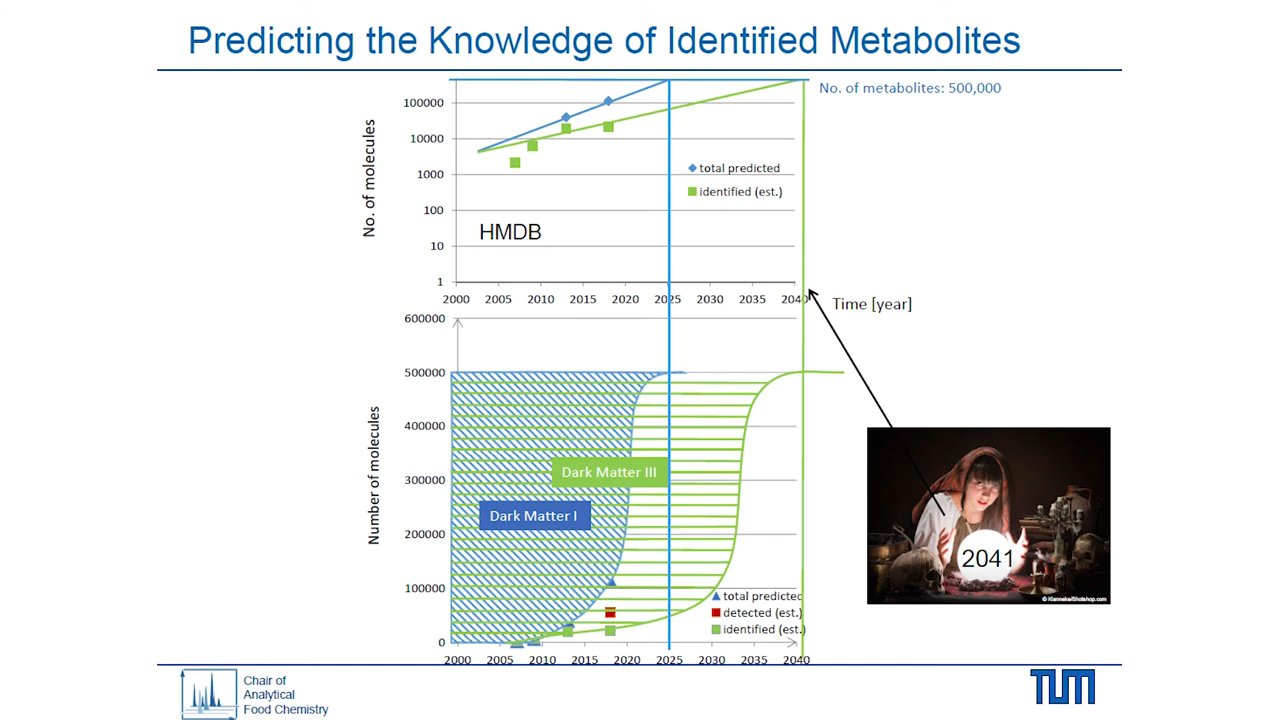 Predicting the Knowledge of Identified Metabolites
No. of metabolites: 500,000
No. of molecules
100000
10000
1000
100
10
1
total predicted
identified (est.)
HMDB
2000 2005 2010 2015 2020 2025 2030 2035 2040
Time [year]
Number of molecules
600000
500000
400000
300000
200000
100000
0
Dark Matter III
Dark Matter I
total predicted
detected (est.)
identified (est.)
2000 2005 2010 2015 2020 2025 2030 2035 2040
2041
© Klenneke/Shotshop.com
Chair of
Analytical
Food Chemistry
TUM